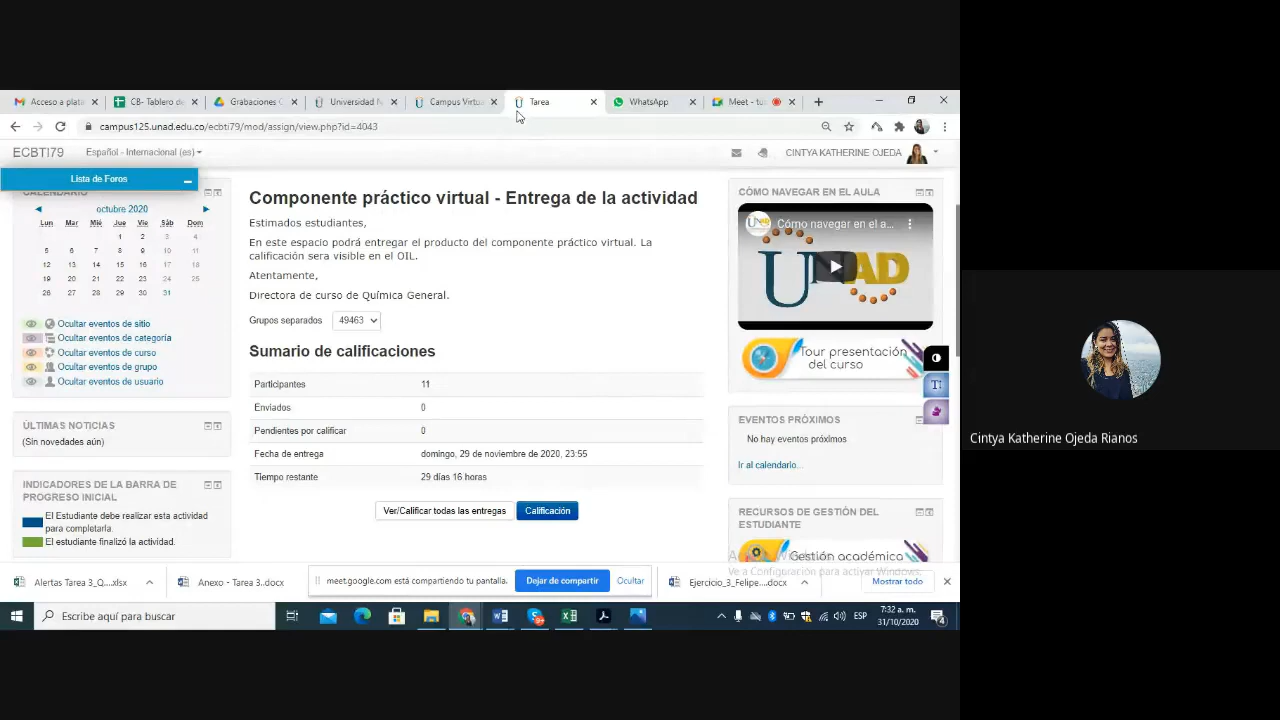 Acceso a plata
CB- Tablero de
Grabaciones C
Universidad N
Campus Virtua
Tarea
WhatsApp
Meet - tu
campus125.unad.edu.co/ecbti79/mod/assign/view.php?id=4043
ECBTI79
Español - Internacional (es)
CINTYA KATHERINE OJEDA
Lista de Foros
CALENDARIO
octubre 2020
Lun Mar Mié Jue Vie Sáb Dom
1 2 3 4
5 6 7 8 9 10 11
12 13 14 15 16 17 18
19 20 21 22 23 24 25
26 27 28 29 30 31
Ocultar eventos de sitio
Ocultar eventos de categoría
Ocultar eventos de curso
Ocultar eventos de grupo
Ocultar eventos de usuario
ÚLTIMAS NOTICIAS
(Sin novedades aún)
INDICADORES DE LA BARRA DE
PROGRESO INICIAL
El Estudiante debe realizar esta actividad
para completarla.
El estudiante finalizó la actividad.
Componente práctico virtual - Entrega de la actividad
Estimados estudiantes,
En este espacio podrá entregar el producto del componente práctico virtual. La
calificación sera visible en el OIL.
Atentamente,
Directora de curso de Química General.
Grupos separados 49463
Sumario de calificaciones
Participantes 11
Enviados 0
Pendientes por calificar 0
Fecha de entrega domingo, 29 de noviembre de 2020, 23:55
Tiempo restante 29 días 16 horas
Ver/Calificar todas las entregas
Calificación
CÓMO NAVEGAR EN EL AULA
Cómo navegar en el a...
UNAD
Tour presentación
del curso
EVENTOS PRÓXIMOS
No hay eventos próximos
Ir al calendario...
RECURSOS DE GESTIÓN DEL
ESTUDIANTE
Gestión académica
Ve a Configuración para activar Windows.
Alertas Tarea 3_Q....xlsx
Anexo - Tarea 3..docx
meet.google.com está compartiendo tu pantalla.
Dejar de compartir
Ocultar
Ejercicio_3_Felipe....docx
Mostrar todo
Escribe aquí para buscar
ESP
7:32 a. m.
31/10/2020
4
Cintya Katherine Ojeda Rianos